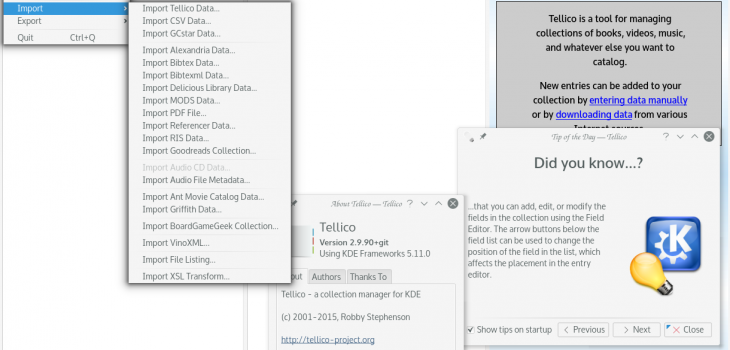 Import
Export
Quit Ctrl+Q
Import Tellico Data...
Import CSV Data...
Import GCstar Data...
Import Alexandria Data...
Import Bibtex Data...
Import Bibtexml Data...
Import Delicious Library Data...
Import MODS Data...
Import PDF File...
Import Referencer Data...
Import RIS Data...
Import Goodreads Collection...
Import Audio CD Data...
Import Audio File Metadata...
Import Ant Movie Catalog Data...
Import Griffith Data...
Import BoardGameGeek Collection...
Import VinoXML...
Import File Listing...
Import XSL Transform...
Tellico is a tool for managing
collections of books, videos, music,
and whatever else you want to
catalog.
New entries can be added to your
collection by entering data manually
or by downloading data from various
Internet sources.
About Tellico — Tellico
Tellico
Version 2.9.90+git
Using KDE Frameworks 5.11.0
Authors Thanks To
Tellico - a collection manager for KDE
(c) 2001-2015, Robby Stephenson
http://tellico-project.org
Tip of the Day — Tellico
Did you know...?
...that you can add, edit, or modify the
fields in the collection using the Field
Editor. The arrow buttons below the
field list can be used to change the
position of the field in the list, which
affects the placement in the entry
editor.
Show tips on startup Previous Next Close